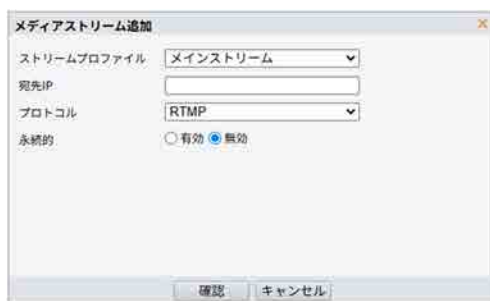 メディアストリーム追加
ストリームプロファイル メインストリーム
宛先IP
プロトコル RTMP
永続的 有効 無効
確認 キャンセル